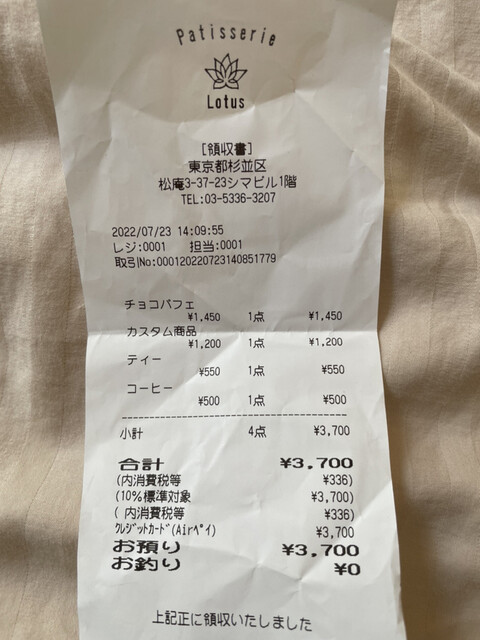 Patisserie
Lotus
[領収書]
東京都杉並区
松庵3-37-23シマビル1階
TEL:03-5336-3207
2022/07/23 14:09:55
レジ:0001 担当:0001
取引No:000120220723140851779
チョコパフェ
¥1,450 1点 ¥1,450
カスタム商品
¥1,200 1点 ¥1,200
ティー
¥550 1点 ¥550
コーヒー
¥500 1点 ¥500
小計 4点 ¥3,700
合計 ¥3,700
(内消費税等 ¥336)
(10%標準対象 ¥3,700)
( 内消費税等 ¥336)
クレジットカード(Airペイ) ¥3,700
お預り ¥3,700
お釣り ¥0
上記正に領収いたしました